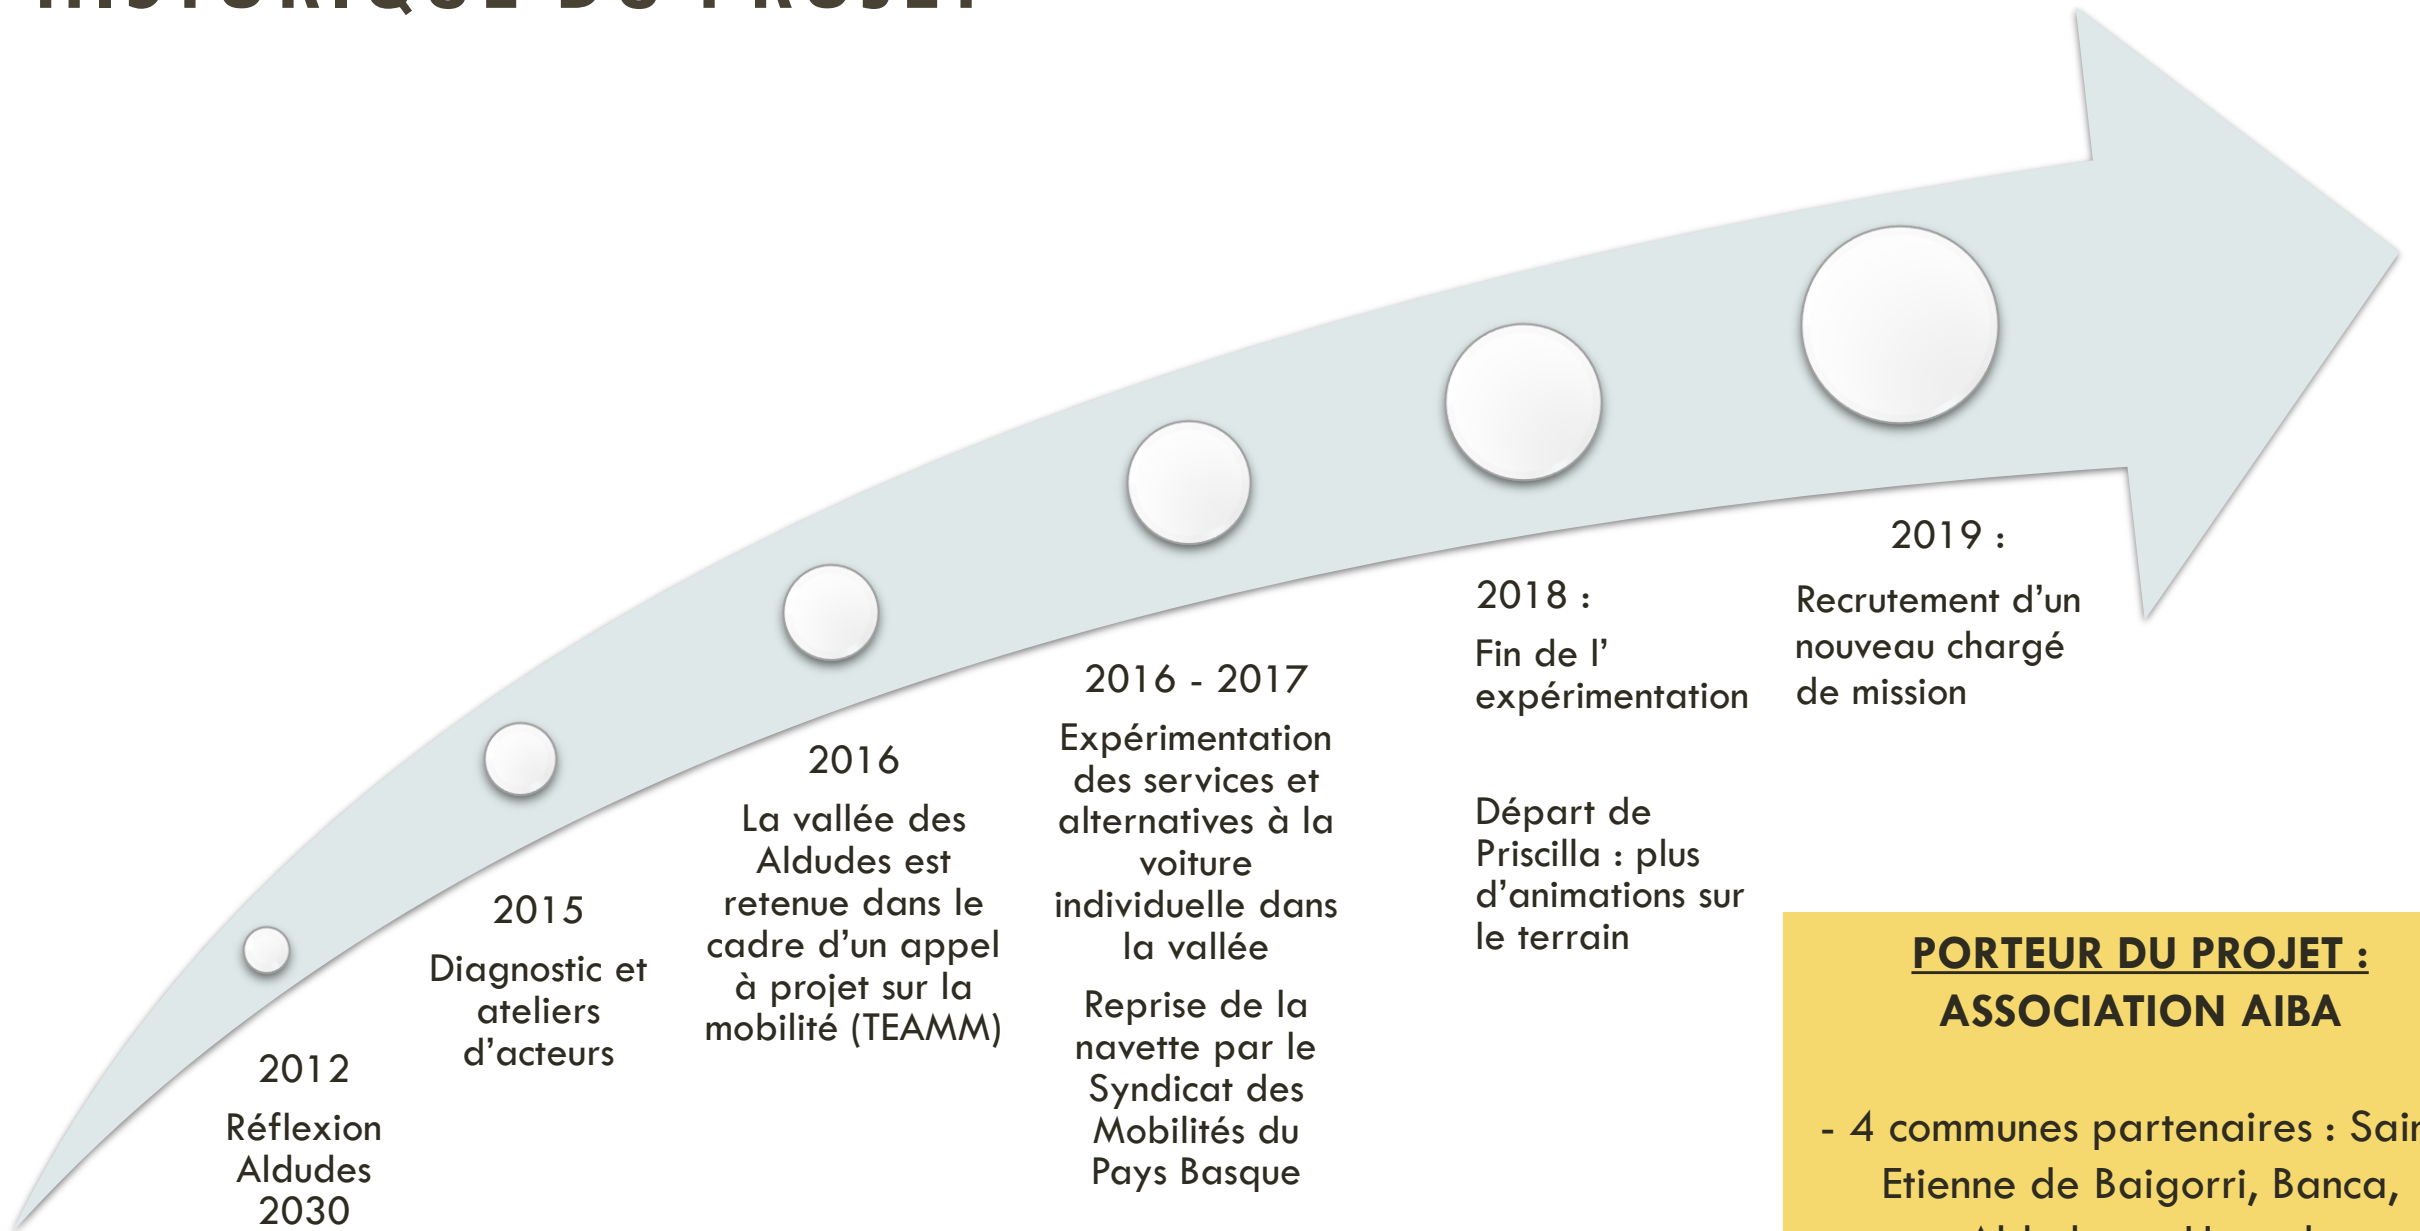 HISTORIQUE DU PROJET
2012
Réflexion
Aldudes
2030
2015
Diagnostic et
ateliers
d’acteurs
2016
La vallée des
Aldudes est
retenue dans le
cadre d’un appel
à projet sur la
mobilité (TEAMM)
2016 - 2017
Expérimentation
des services et
alternatives à la
voiture
individuelle dans
la vallée
Reprise de la
navette par le
Syndicat des
Mobilités du
Pays Basque
2018 :
Fin de l’
expérimentation
Départ de
Priscilla : plus
d’animations sur
le terrain
2019 :
Recrutement d’un
nouveau chargé
de mission
PORTEUR DU PROJET :
ASSOCIATION AIBA
- 4 communes partenaires :
Etienne de Baigorri, Banca,